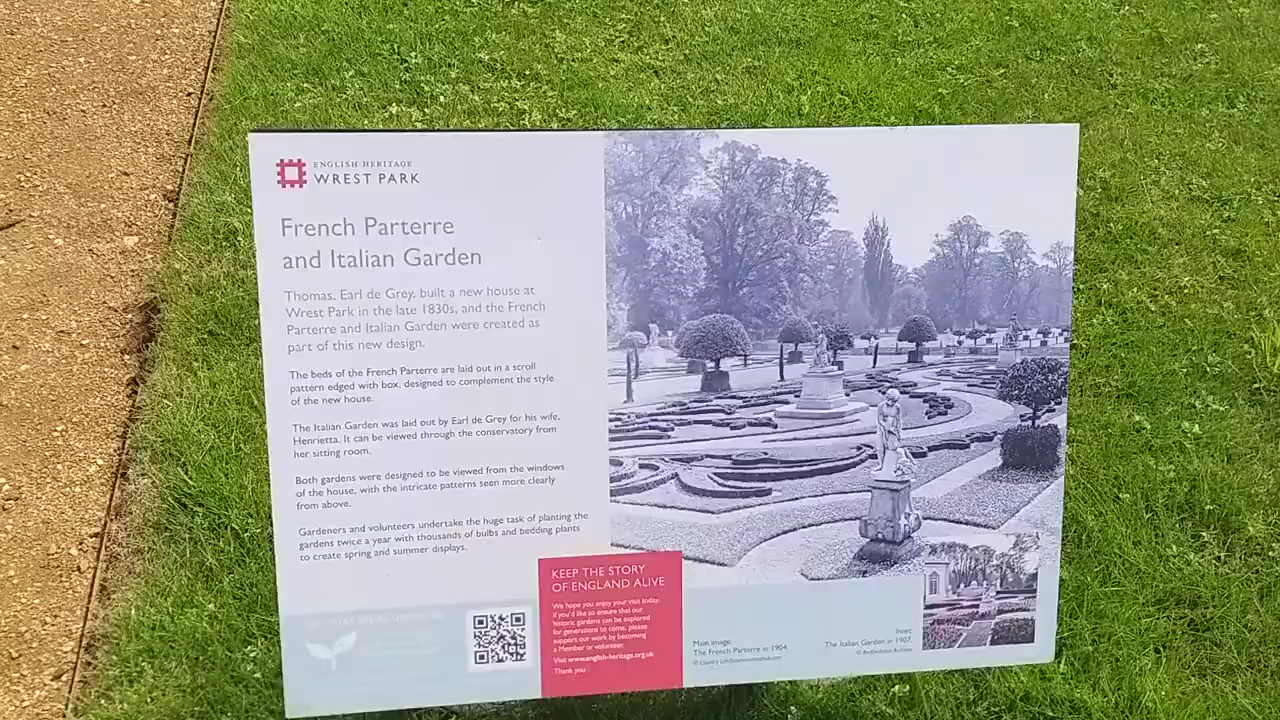 ENGLISH HERITAGE
WREST PARK
French Parterre
and Italian Garden
Thomas, Earl de Grey, built a new house at
Wrest Park in the late 1830s, and the French
Parterre and Italian Garden were created as
part of this new design.
The beds of the French Parterre are laid out in a scroll
pattern edged with box, designed to complement the style
of the new house.
The Italian Garden was laid out by Earl de Grey for his wife,
Henrietta. It can be viewed through the conservatory from
her sitting room.
Both gardens were designed to be viewed from the windows
of the house, with the intricate patterns seen more clearly
from above.
Gardeners and volunteers undertake the huge task of planting the
gardens twice a year with thousands of bulbs and bedding plants
to create spring and summer displays.
KEEP THE STORY
OF ENGLAND ALIVE
We hope you enjoy your visit today.
If you'd like to ensure that our
historic gardens can be explored
for generations to come, please
support our work by becoming
a Member or volunteer.
Visit www.english-heritage.org.uk
Thank you
Main image:
The French Parterre in 1904.
Inset:
The Italian Garden in 1907.
© Bedfordshire Archives